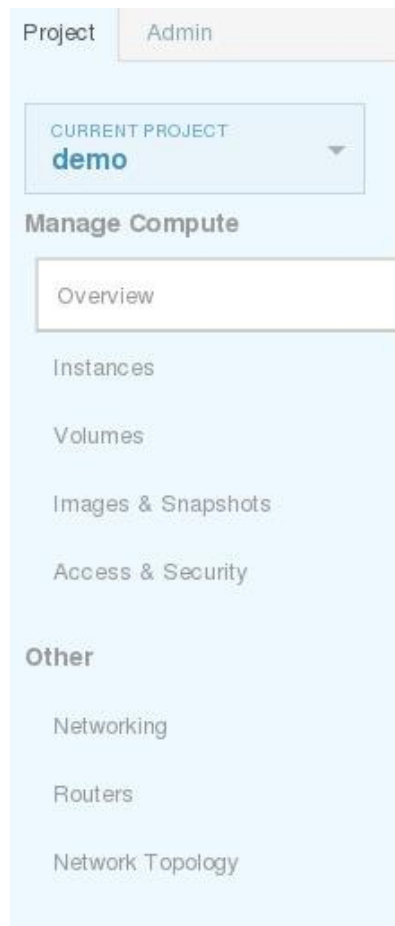 Project Admin
CURRENT PROJECT
demo
Manage Compute
Overview
Instances
Volumes
Images & Snapshots
Access & Security
Other
Networking
Routers
Network Topology